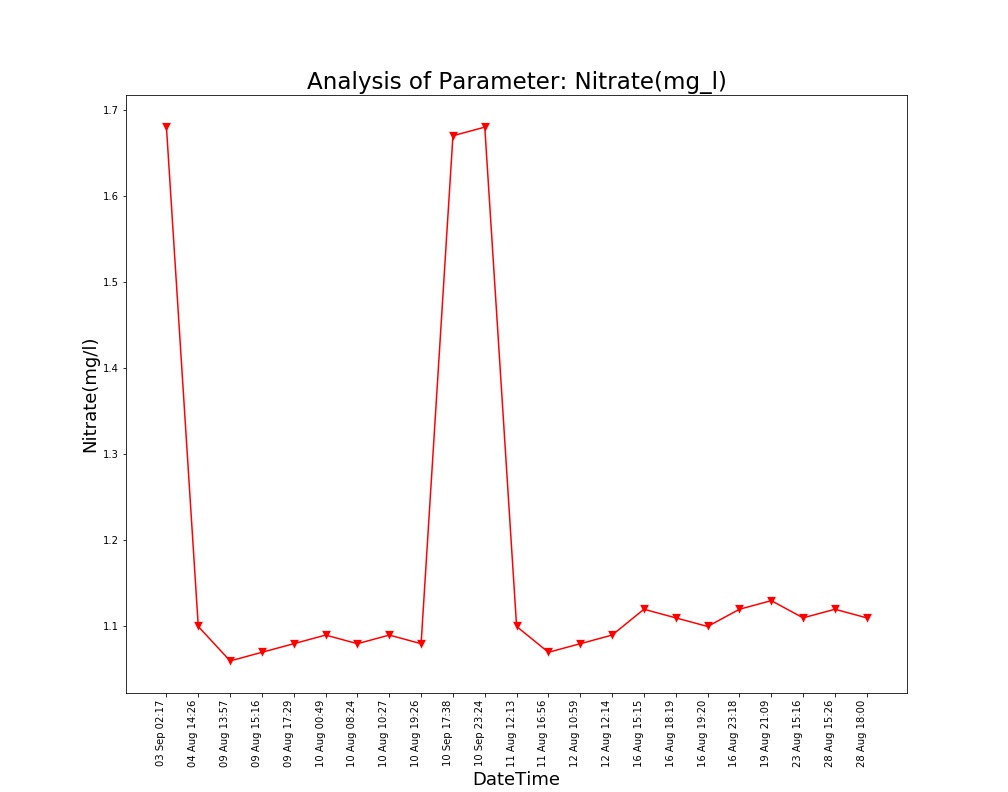 Analysis of Parameter: Nitrate(mg_l)
Nitrate(mg/l)
1.7
1.6
1.5
1.4
1.3
1.2
1.1
03 Sep 02:17
04 Aug 14:26
09 Aug 13:57
09 Aug 15:16
09 Aug 17:29
10 Aug 00:49
10 Aug 08:24
10 Aug 10:27
10 Aug 19:26
10 Sep 17:38
10 Sep 23:24
11 Aug 12:13
11 Aug 16:56
12 Aug 10:59
12 Aug 12:14
16 Aug 15:15
16 Aug 18:19
16 Aug 19:20
16 Aug 23:18
19 Aug 21:09
23 Aug 15:16
28 Aug 15:26
28 Aug 18:00
DateTime